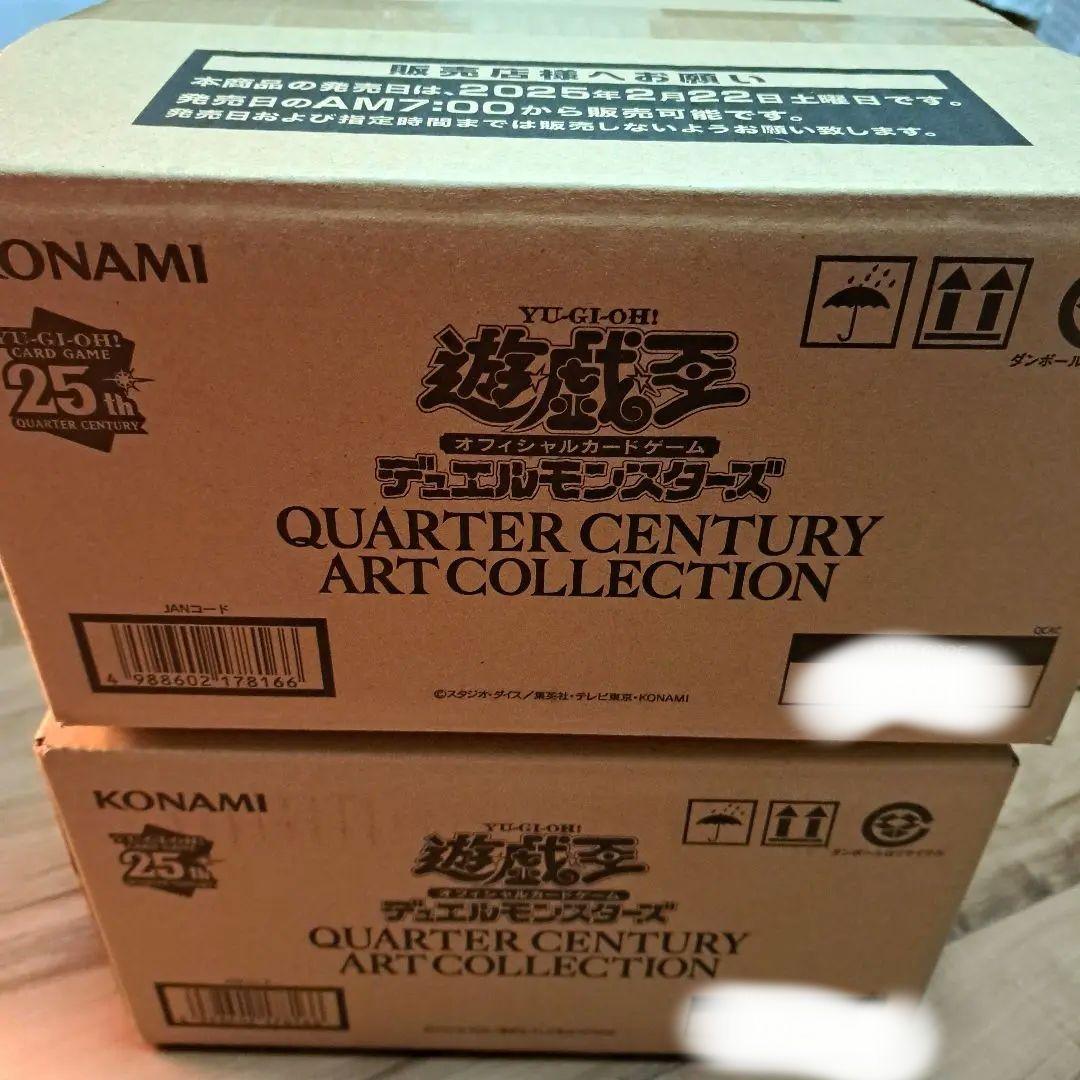 販売店様へお願い
本商品の発売日は、2025年2月22日土曜日です。
発売日のAM7:00から販売可能です。
発売日および指定時間までは販売しないようお願い致します。
KONAMI
YU-GI-OH!
CARD GAME
25th
QUARTER CENTURY
YU-GI-OH!
遊戯王
オフィシャルカードゲーム
デュエルモンスターズ
QUARTER CENTURY
ART COLLECTION
ダンボール
JANコード
4 988602 178166
©スタジオ・ダイス/集英社・テレビ東京・KONAMI
QCAC
KONAMI
25th
YU-GI-OH!
遊戯王
オフィシャルカードゲーム
デュエルモンスターズ
QUARTER CENTURY
ART COLLECTION
ダンボールはリサイクル